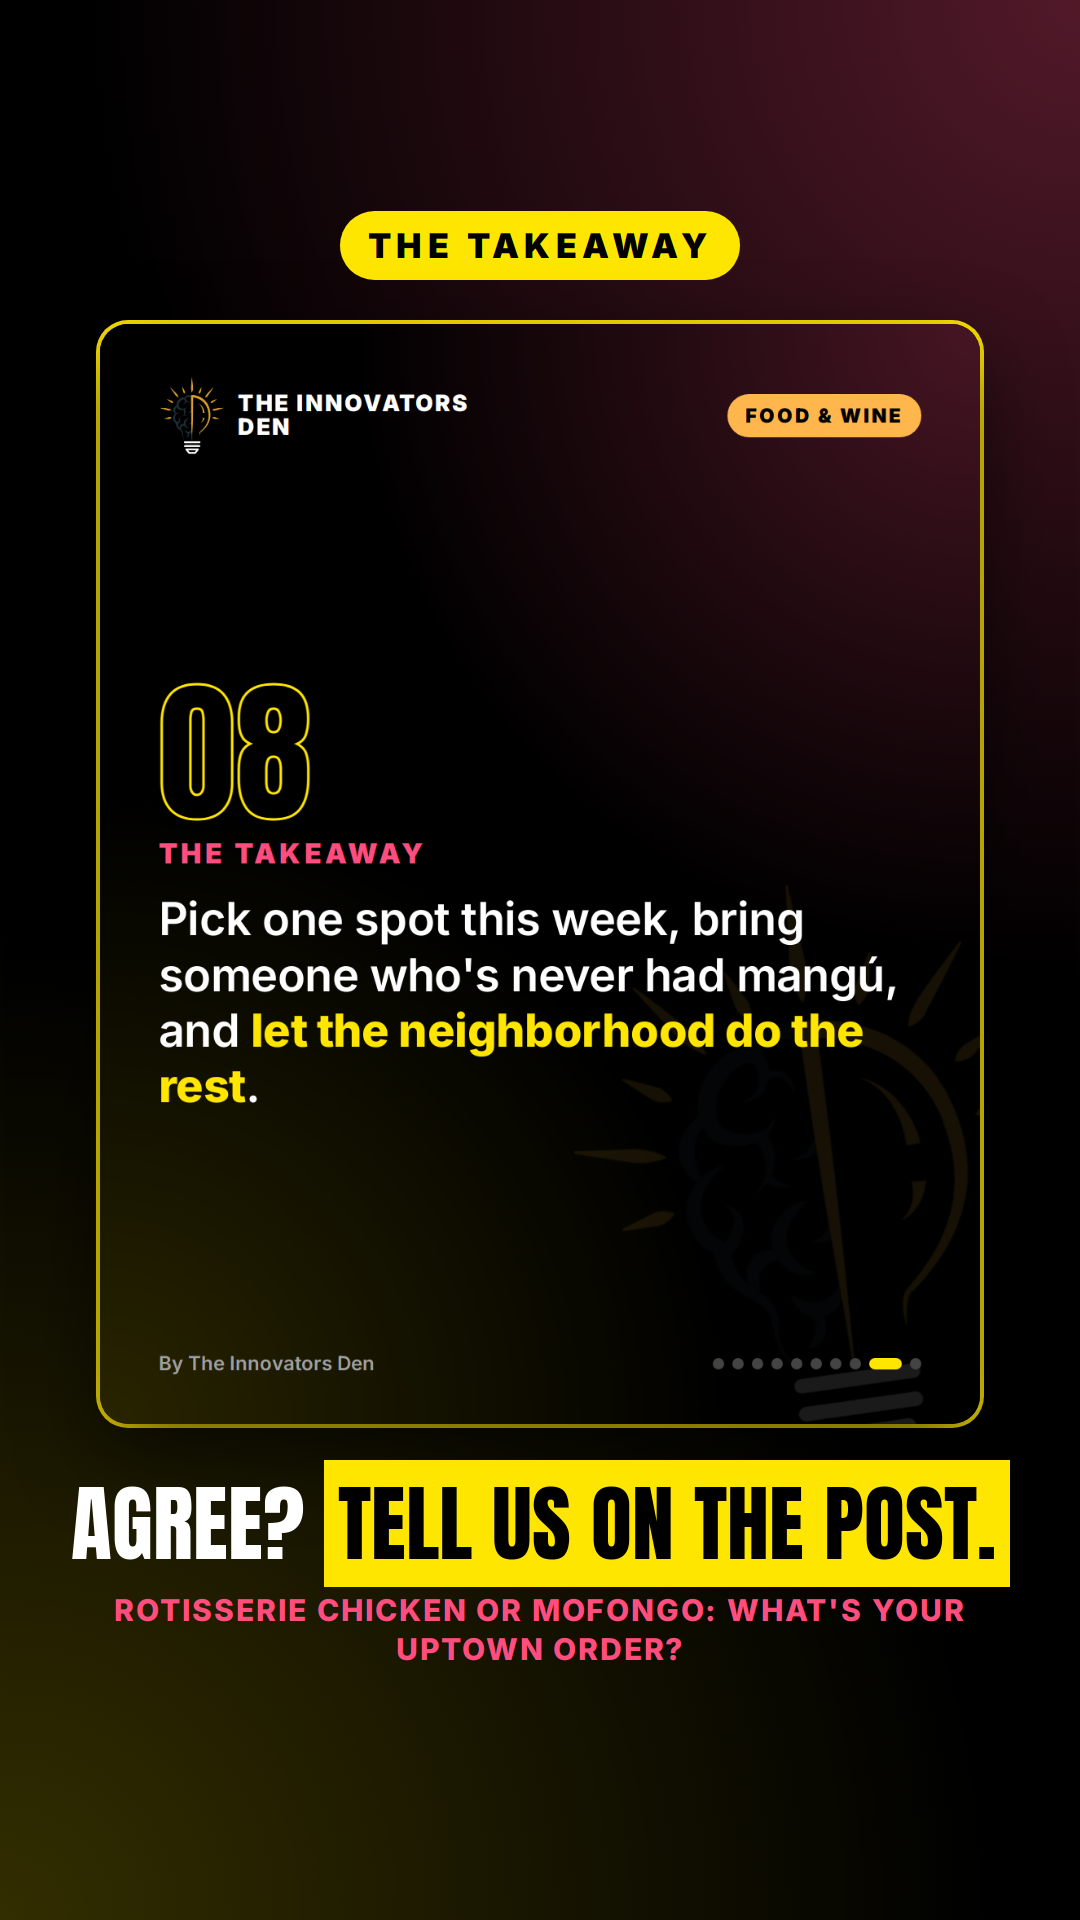 THE TAKEAWAY
THE INNOVATORS
DEN
FOOD & WINE
08
THE TAKEAWAY
Pick one spot this week, bring
someone who's never had mangú,
and let the neighborhood do the
rest.
By The Innovators Den
AGREE? TELL US ON THE POST.
ROTISSERIE CHICKEN OR MOFONGO: WHAT'S YOUR
UPTOWN ORDER?